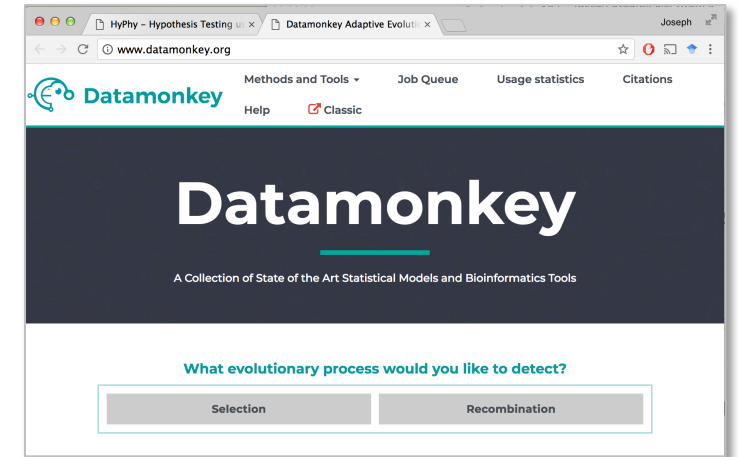 HyPhy – Hypothesis Testing us
Datamonkey Adaptive Evolutic
Joseph
www.datamonkey.org
Datamonkey
Methods and Tools
Job Queue
Usage statistics
Citations
Help
Classic
Datamonkey
A Collection of State of the Art Statistical Models and Bioinformatics Tools
What evolutionary process would you like to detect?
Selection
Recombination